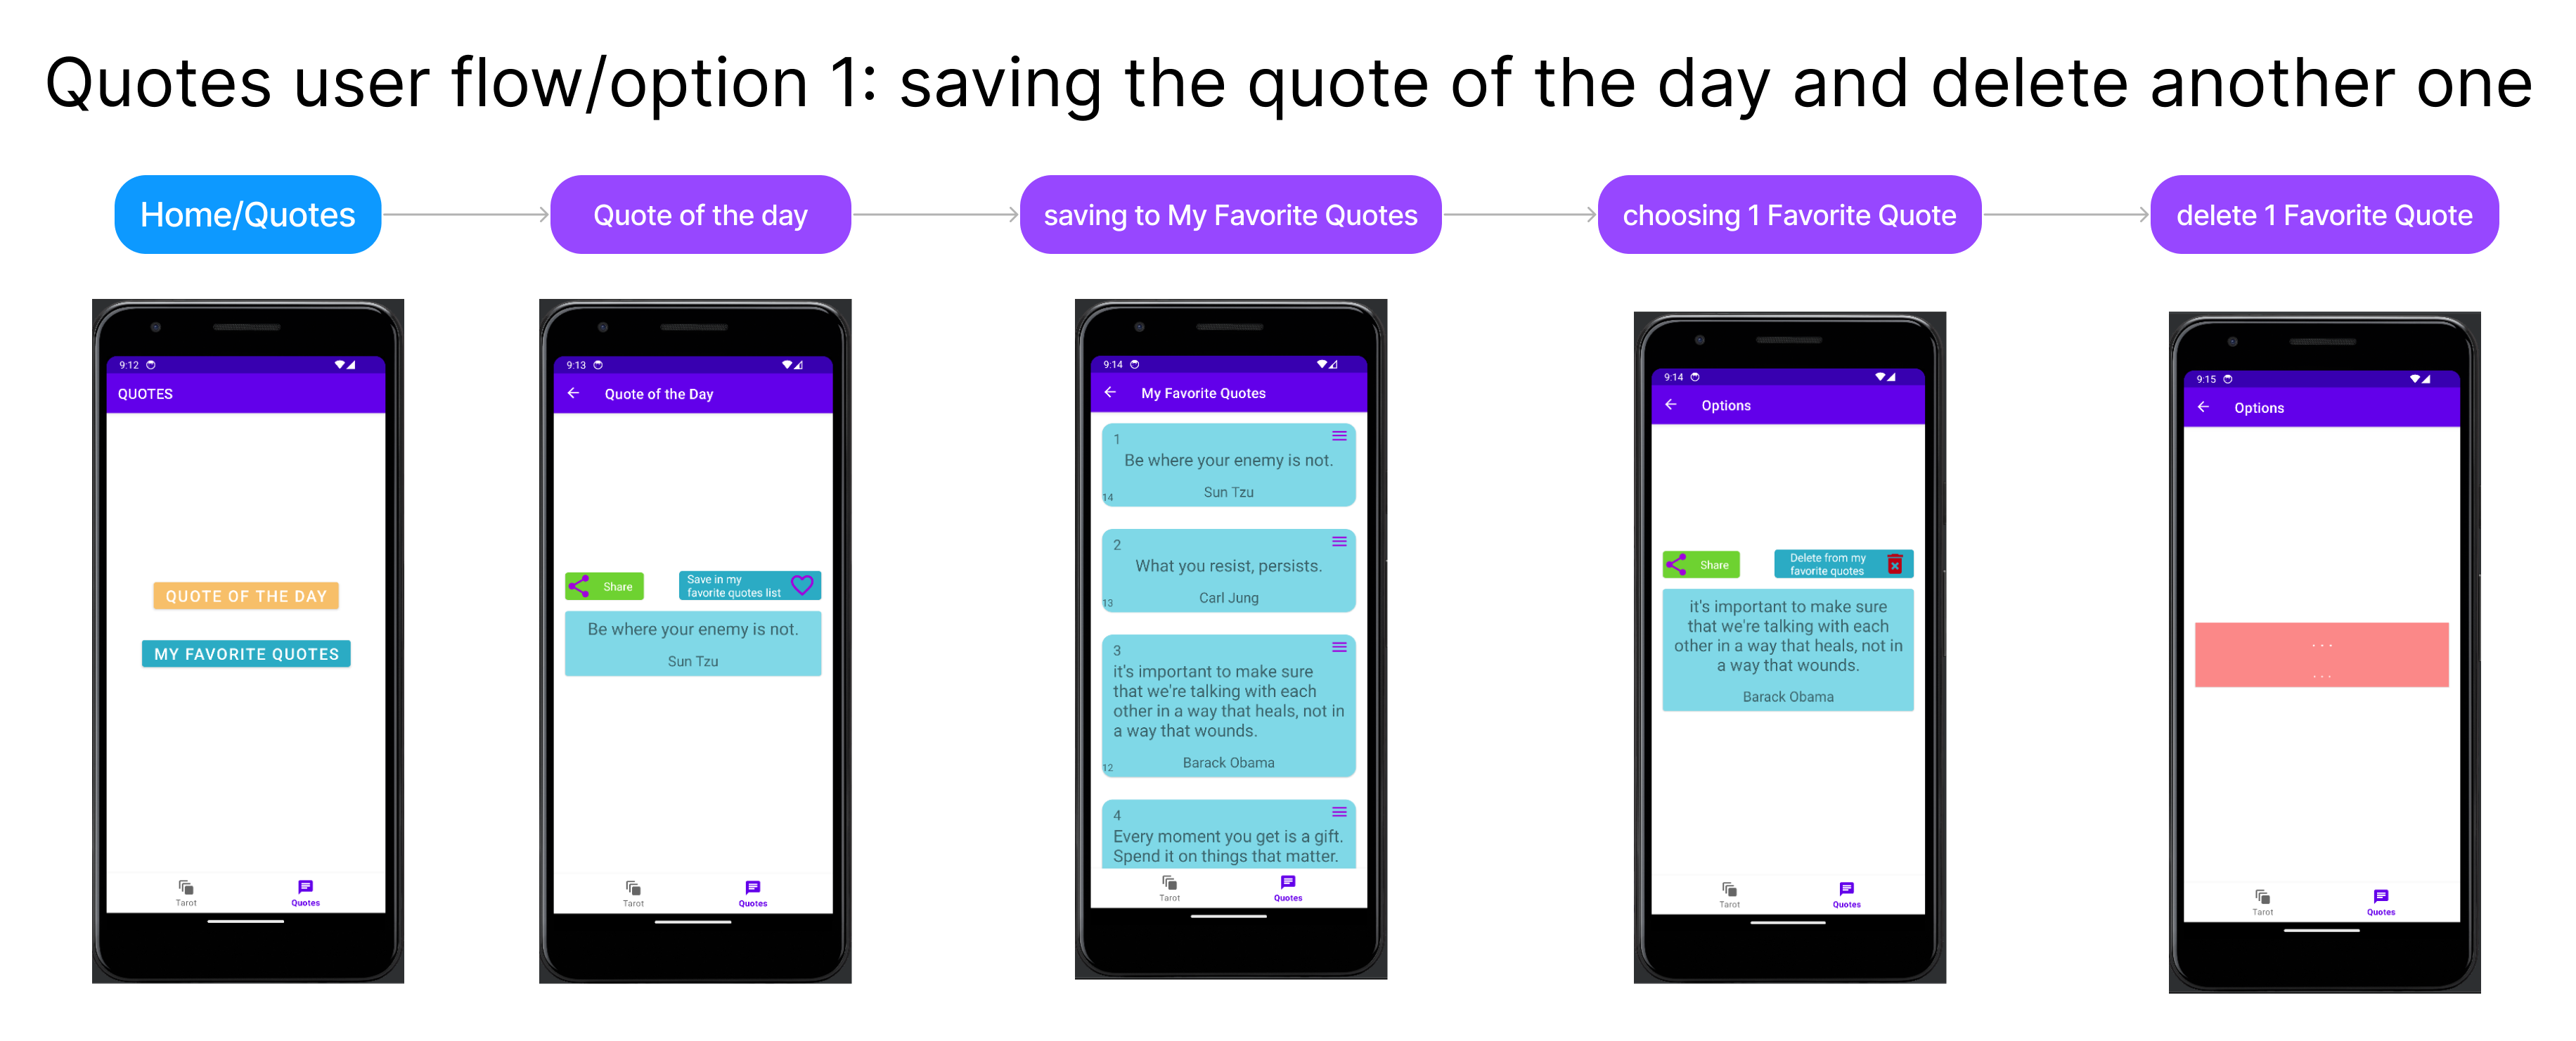 Quotes user flow/option 1: saving the quote of the day and delete another one
Home/Quotes
Quote of the day
saving to My Favorite Quotes
choosing 1 Favorite Quote
delete 1 Favorite Quote
9:12
QUOTES
QUOTE OF THE DAY
MY FAVORITE QUOTES
Tarot
Quotes
9:13
Quote of the Day
Share
Save in my
favorite quotes list
Be where your enemy is not.
Sun Tzu
Tarot
Quotes
9:14
My Favorite Quotes
1
Be where your enemy is not.
Sun Tzu
14
2
What you resist, persists.
Carl Jung
13
3
it's important to make sure
that we're talking with each
other in a way that heals, not in
a way that wounds.
Barack Obama
12
4
Every moment you get is a gift.
Spend it on things that matter.
Tarot
Quotes
9:14
Options
Share
Delete from my
favorite quotes
it's important to make sure
that we're talking with each
other in a way that heals, not in
a way that wounds.
Barack Obama
Tarot
Quotes
9:15
Options
...
...
Tarot
Quotes